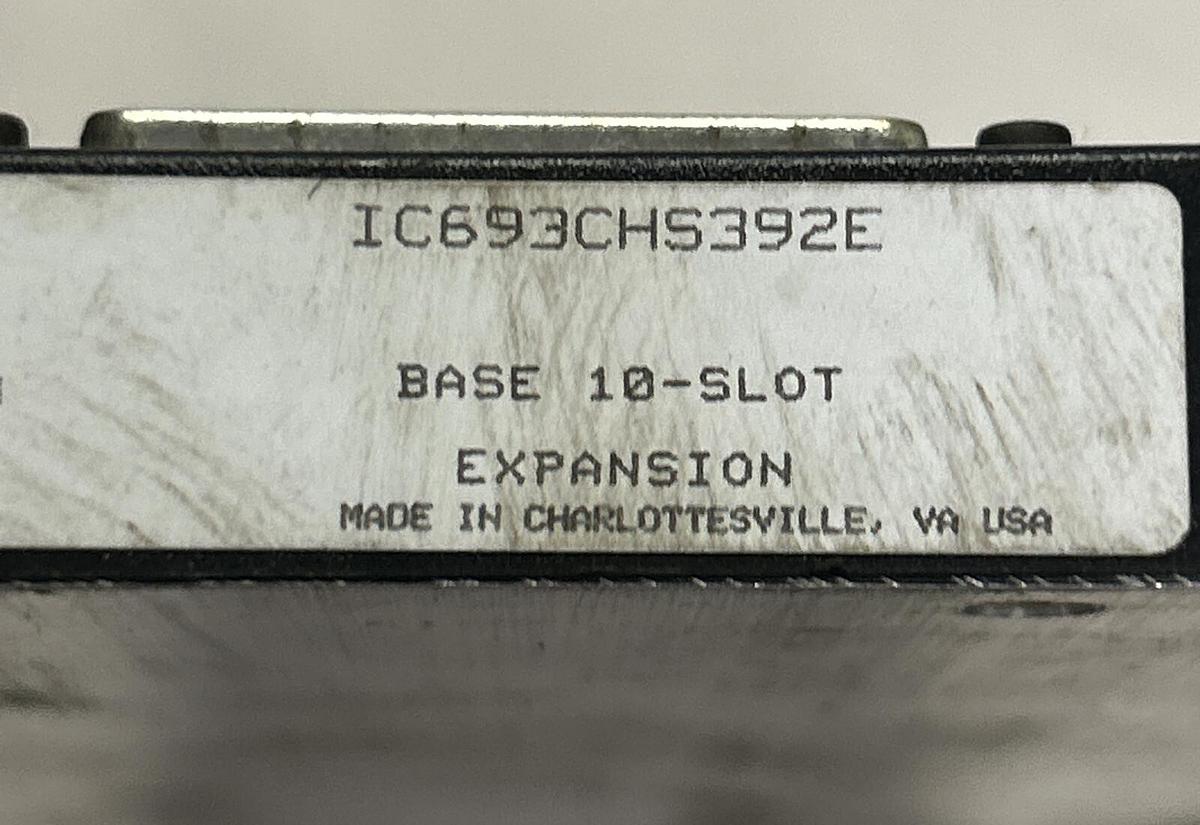 IC693CHS392E
BASE 10-SLOT
EXPANSION
MADE IN CHARLOTTESVILLE, VA USA